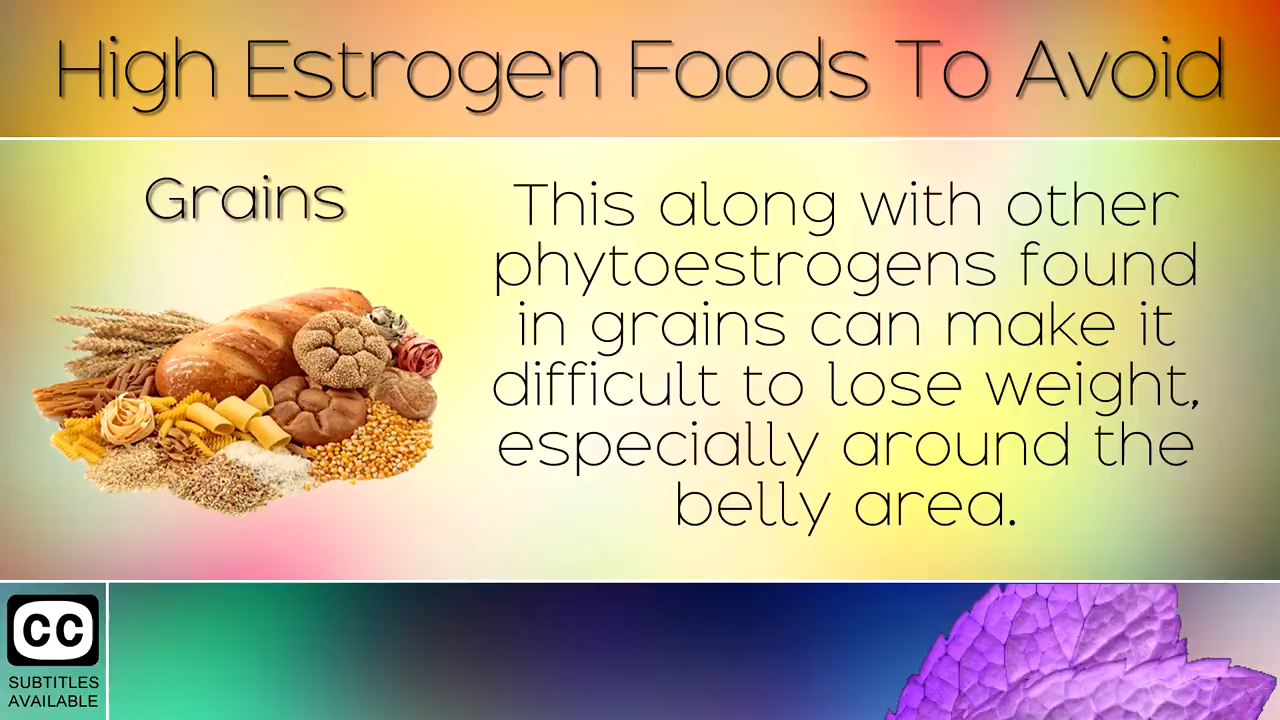 High Estrogen Foods To Avoid
Grains
This along with other
phytoestrogens found
in grains can make it
difficult to lose weight,
especially around the
belly area.
CC
SUBTITLES
AVAILABLE